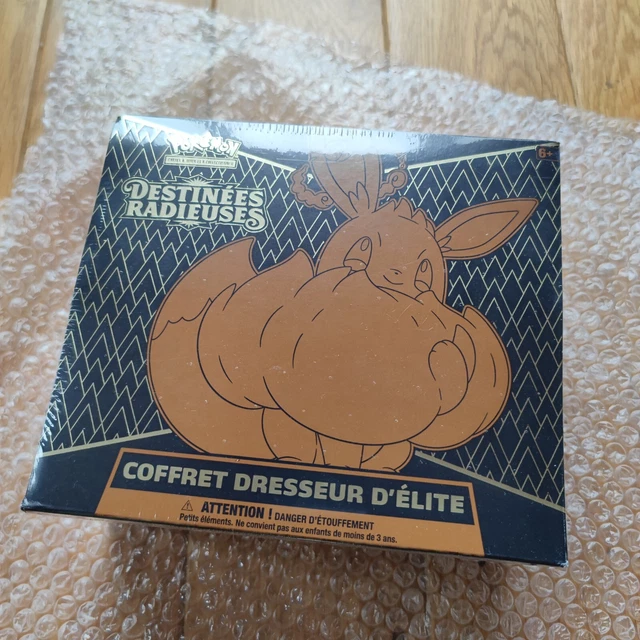 Pokémon
6+
DESTINÉES
RADIEUSES
COFFRET DRESSEUR D'ÉLITE
ATTENTION ! DANGER D'ÉTOUFFEMENT
Petits éléments. Ne convient pas aux enfants de moins de 3 ans.